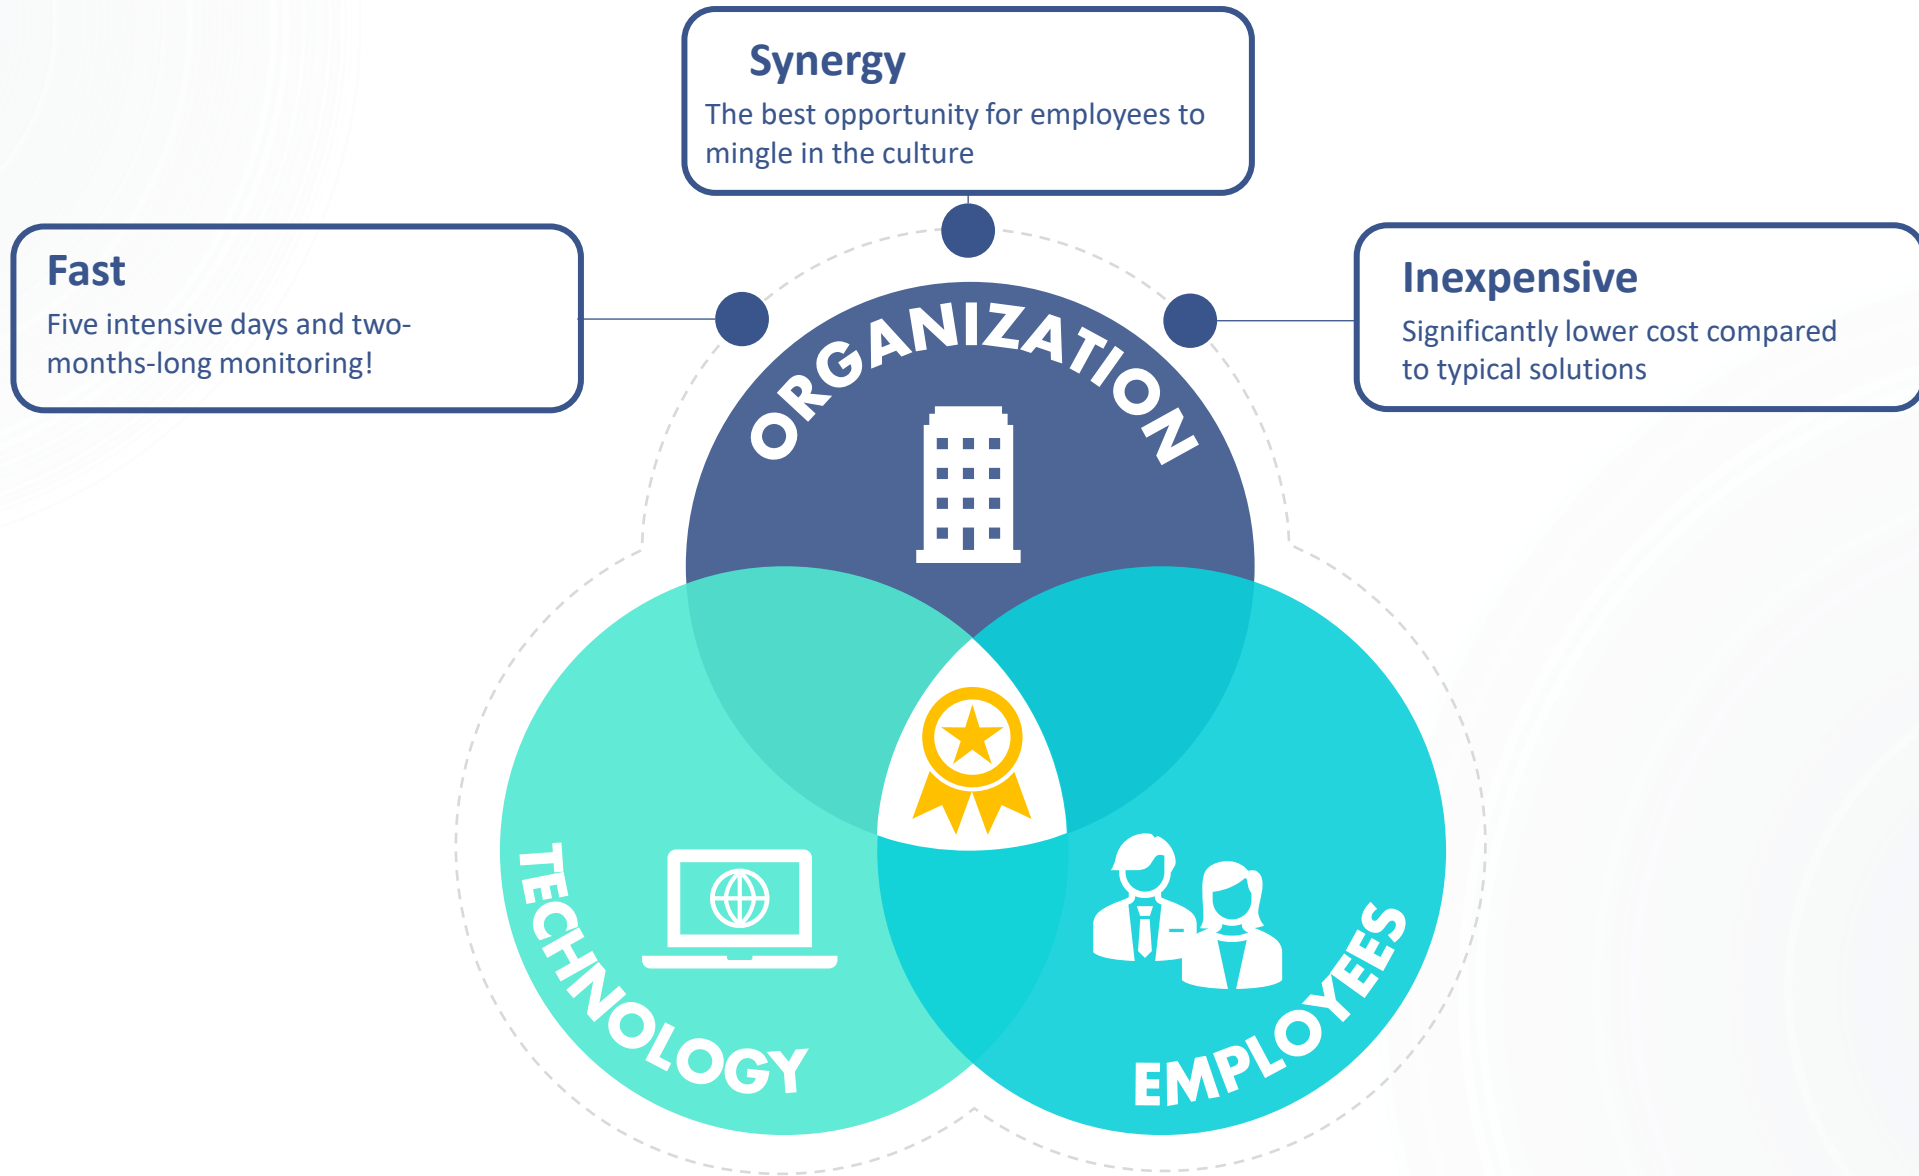 Synergy
The best opportunity for employees to
mingle in the culture
Fast
Five intensive days and two-
months-long monitoring!
Inexpensive
Significantly lower cost compared
to typical solutions
ORGANIZATION
TECHNOLOGY
EMPLOYEES